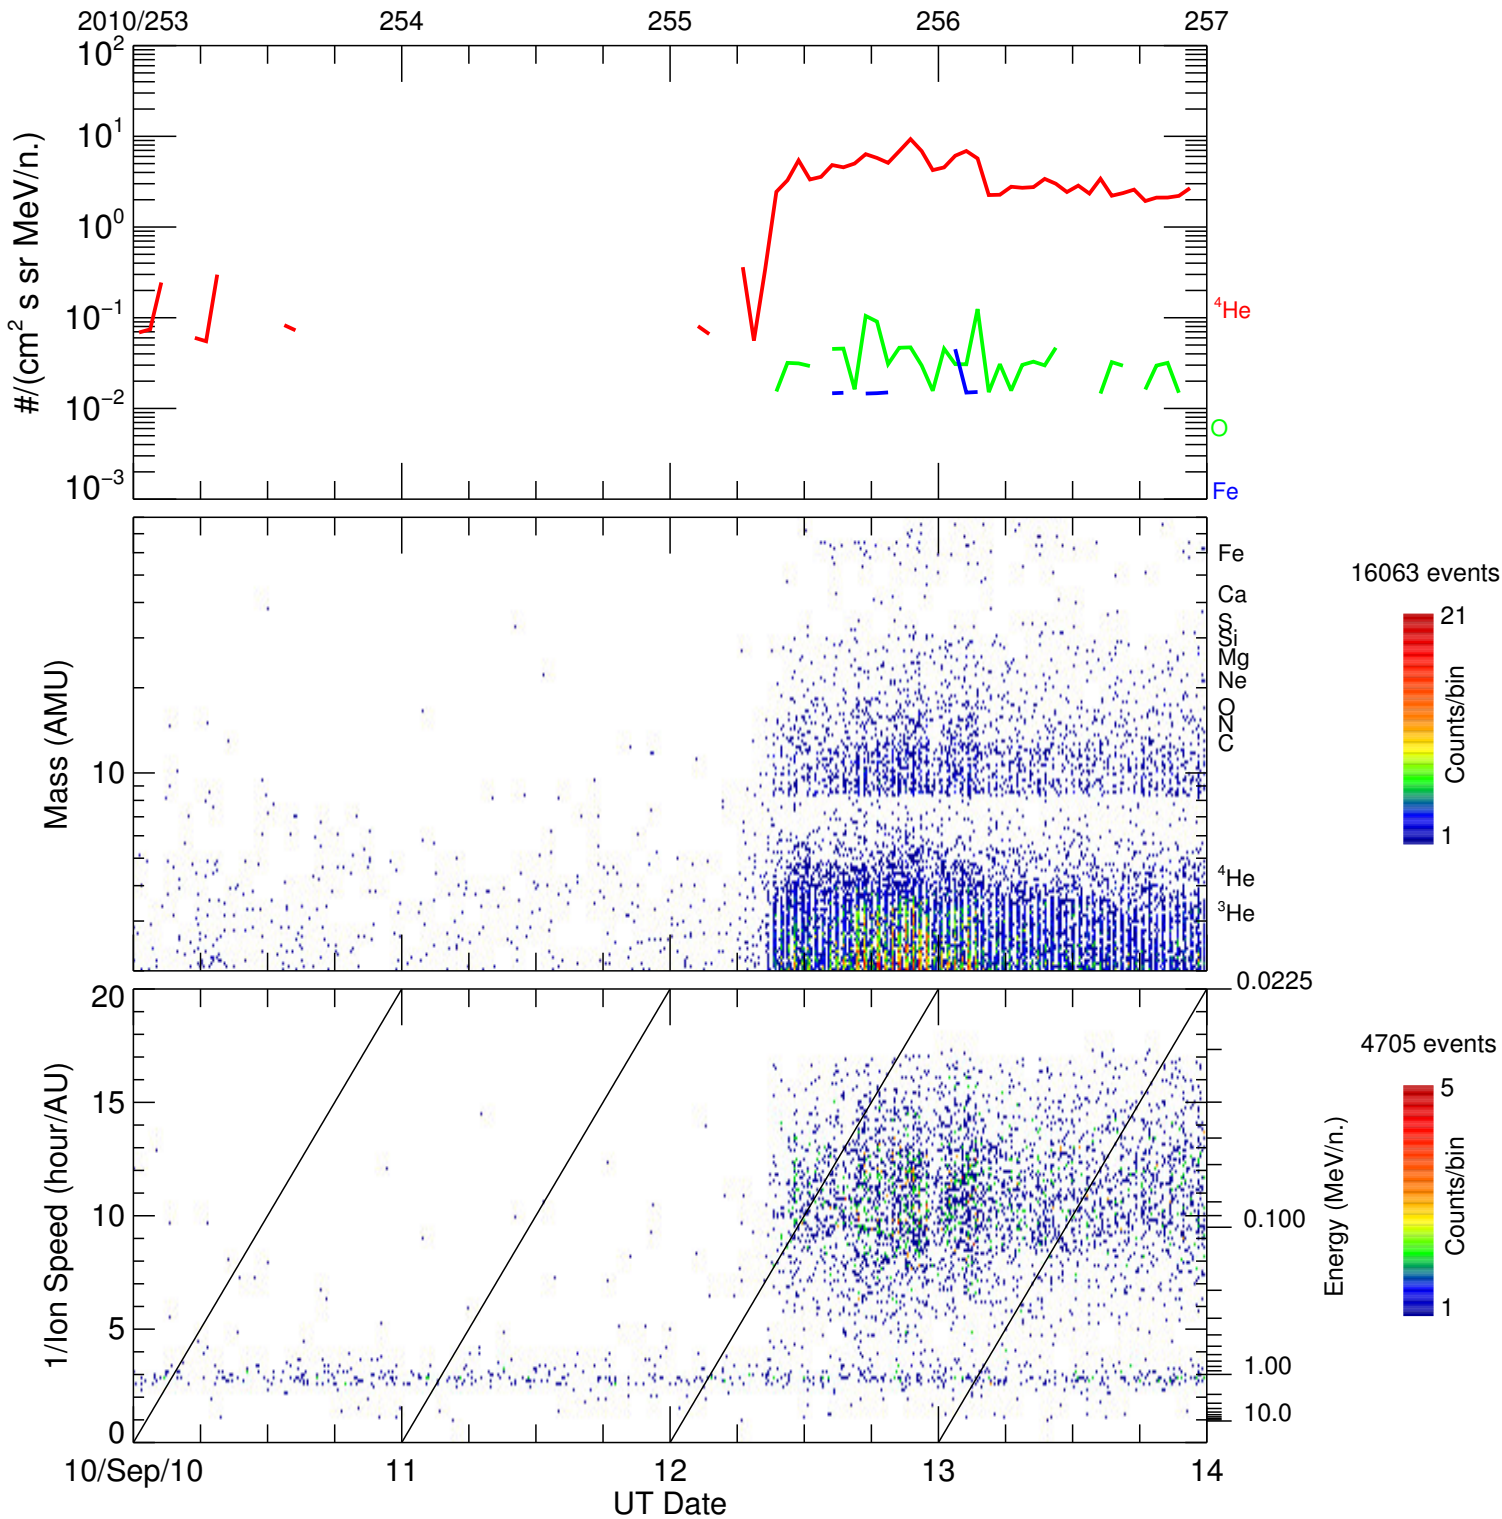 2010/253 254 255 256 257
#/(cm² s sr MeV/n.)
10²
10¹
10⁰
10⁻¹
10⁻²
10⁻³
⁴He
O
Fe
Mass (AMU)
10
Fe
Ca
S
Si
Mg
Ne
O
N
C
⁴He
³He
16063 events
21
Counts/bin
1
1/Ion Speed (hour/AU)
20
15
10
5
0
0.0225
0.100
1.00
10.0
Energy (MeV/n.)
4705 events
5
Counts/bin
1
10/Sep/10 11 12 13 14
UT Date